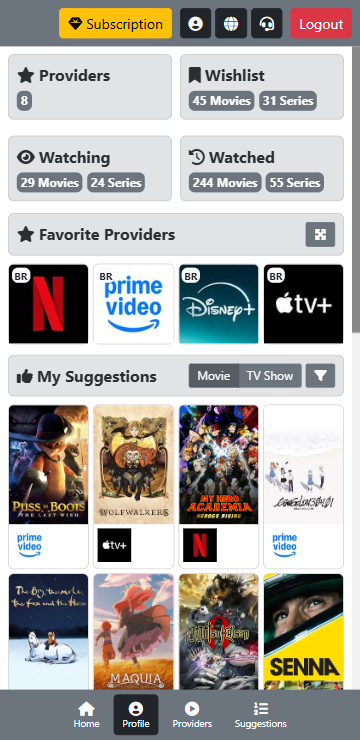 Subscription
Logout
Providers
8
Wishlist
45 Movies 31 Series
Watching
29 Movies 24 Series
Watched
244 Movies 55 Series
Favorite Providers
BR
N
BR
prime video
BR
Disney+
BR
tv+
My Suggestions
Movie TV Show
PUSS IN BOOTS
THE LAST WISH
WOLFWALKERS
MY HERO
ACADEMIA
HEROES RISING
prime
video
tv+
N
prime
video
The Boy, the mole,
the fox and the Horse
MAQUIA
SENNA
Home
Profile
Providers
Suggestions